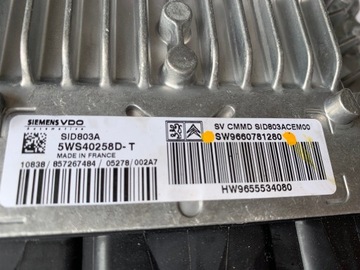 SIEMENS VDO
Automotive
SID803A
5WS40258D-T
MADE IN FRANCE
10838/857267484/05278/002A7
SV CMMD SID803ACEM00
SW9660781280
HW9655534080